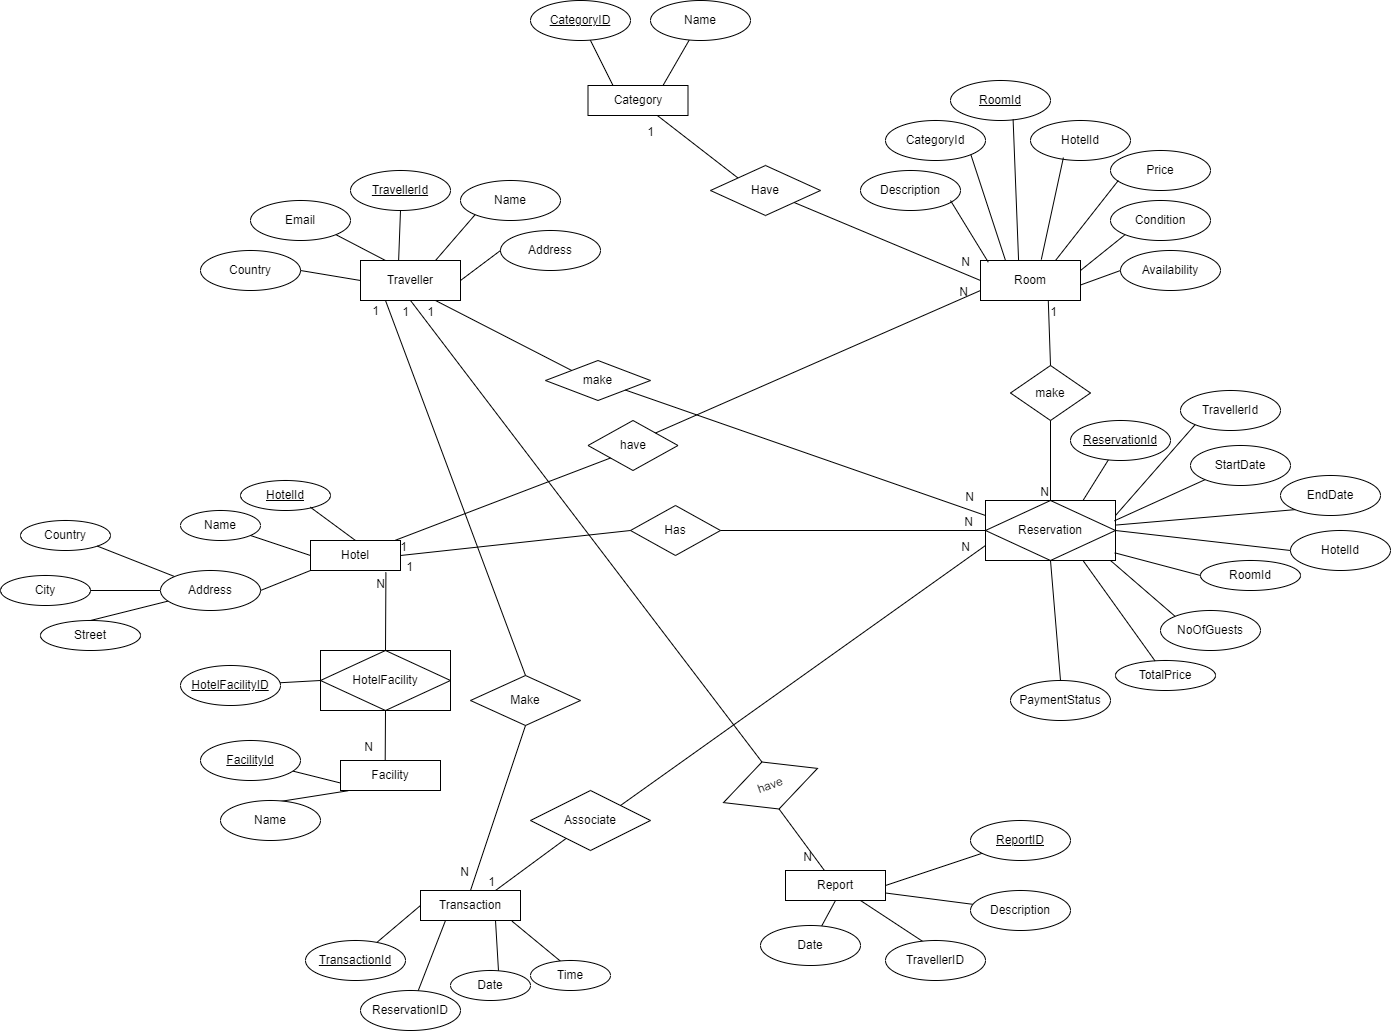 CategoryID
Name
Category
1
Have
RoomId
CategoryId
HotelId
Description
Price
Condition
Availability
N
N
Room
1
TravellerId
Name
Email
Address
Country
Traveller
1
1
1
make
have
make
ReservationId
TravellerId
StartDate
EndDate
HotelId
RoomId
NoOfGuests
TotalPrice
PaymentStatus
N
N
N
N
Reservation
Has
HotelId
Name
Country
City
Street
Address
Hotel
1
1
N
HotelFacilityID
HotelFacility
N
FacilityId
Name
Facility
Make
Associate
have
N
1
Transaction
TransactionId
ReservationID
Date
Time
N
Report
ReportID
Description
TravellerID
Date